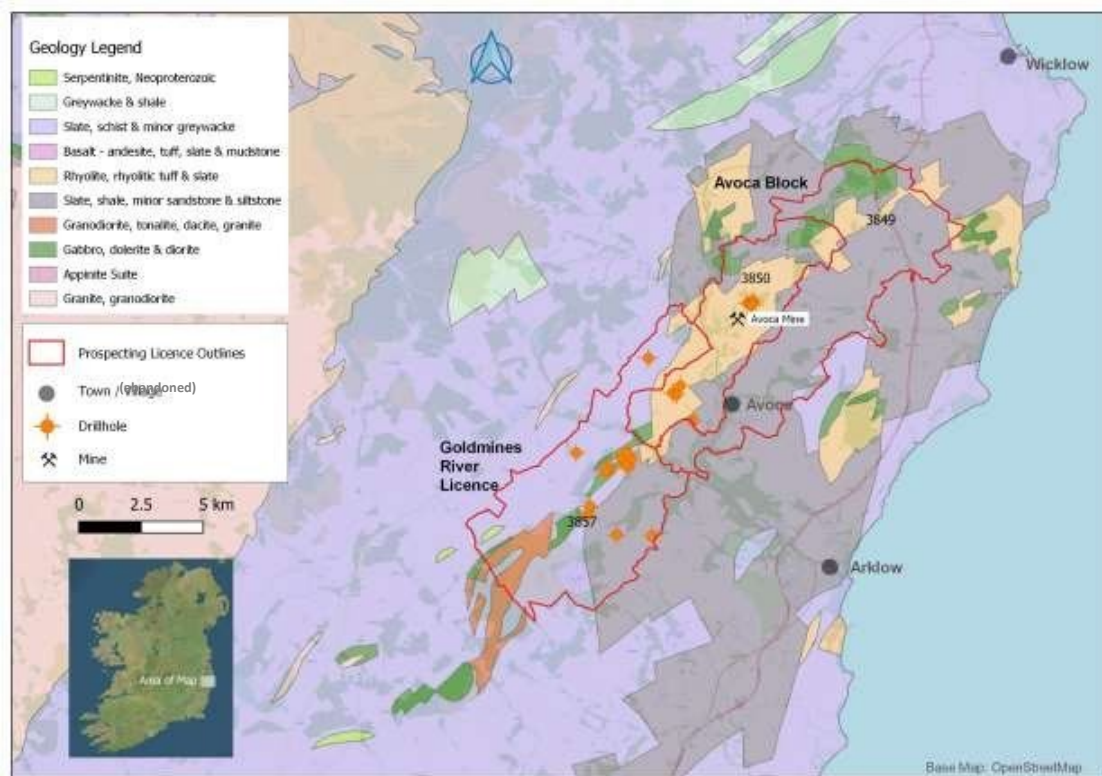 Geology Legend
Serpentinite, Neoproterozoic
Greywacke & shale
Slate, schist & minor greywacke
Basalt - andesite, tuff, slate & mudstone
Rhyolite, rhyolitic tuff & slate
Slate, shale, minor sandstone & siltstone
Granodiorite, tonalite, dacite, granite
Gabbro, dolerite & diorite
Appinite Suite
Granite, granodiorite
Prospecting Licence Outlines
(abandoned)
Town / Village
Drillhole
Mine
0 2.5 5 km
Area of Map
Wicklow
Avoca Block
3849
3850
Avoca Mine
Avoca
Goldmines
River
Licence
3857
Arklow
Base Map: OpenStreetMap